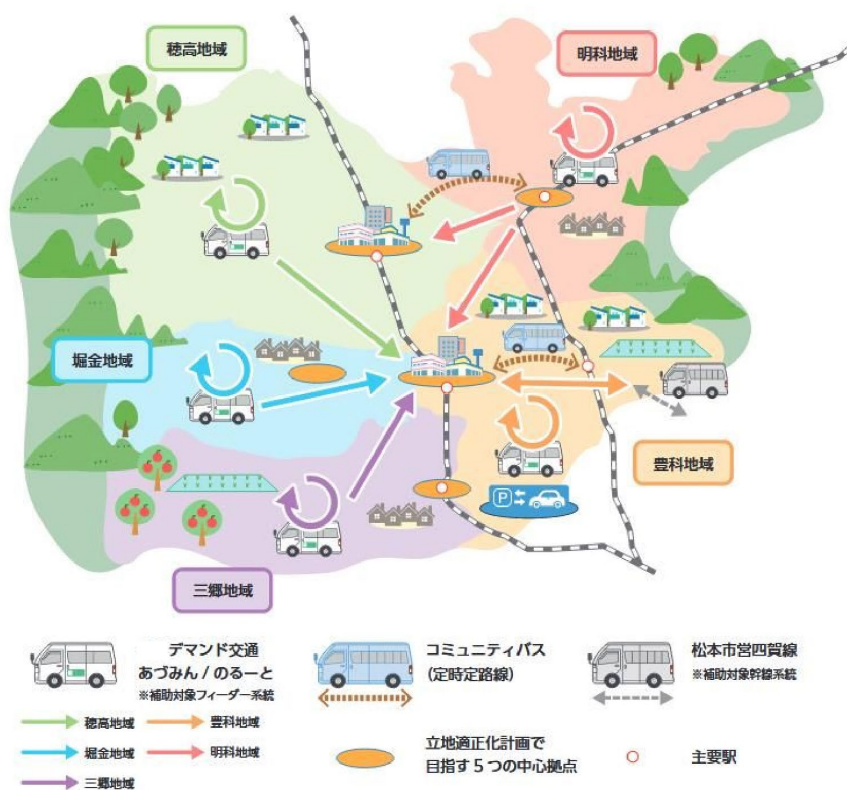 穂高地域
明科地域
堀金地域
豊科地域
P
三郷地域
デマンド交通
あづみん / のるーと
※補助対象フィーダー系統
コミュニティバス
(定時定路線)
松本市営四賀線
※補助対象幹線系統
穂高地域
豊科地域
堀金地域
明科地域
三郷地域
立地適正化計画で
目指す5つの中心拠点
主要駅